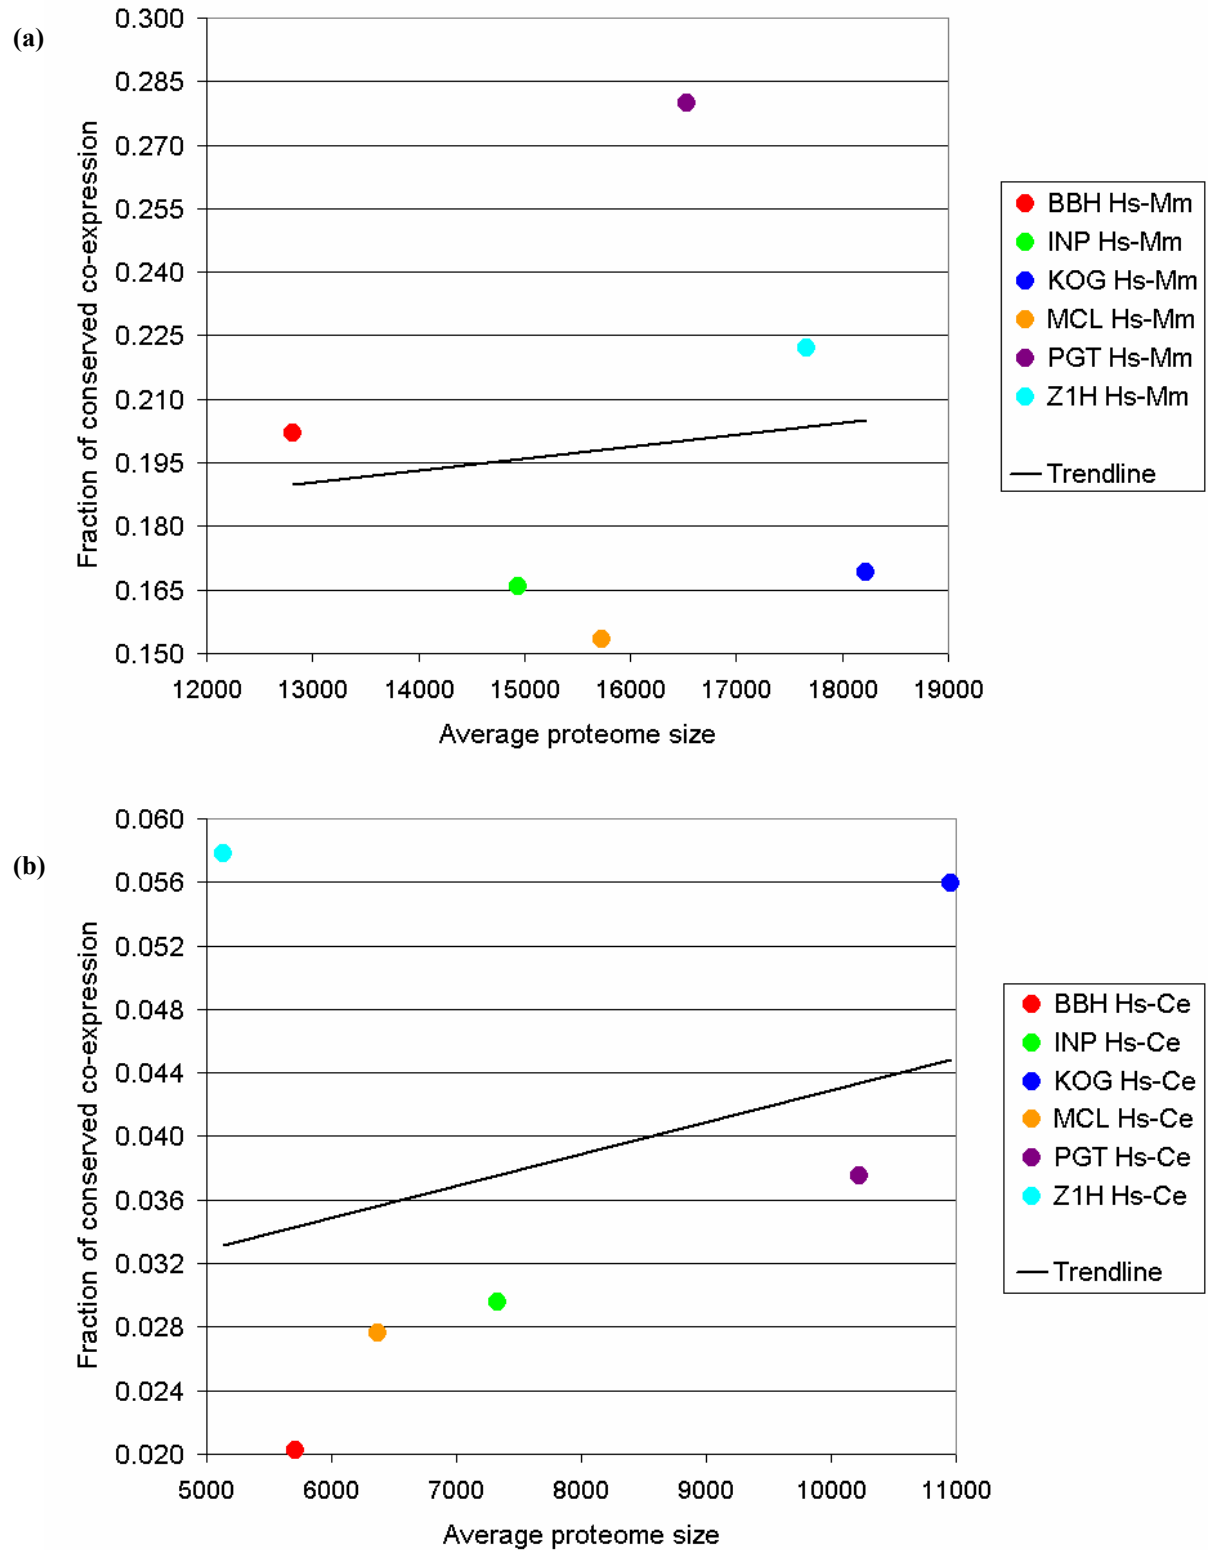 (a)
Fraction of conserved co-expression
0.300
0.285
0.270
0.255
0.240
0.225
0.210
0.195
0.180
0.165
0.150
12000 13000 14000 15000 16000 17000 18000 19000
Average proteome size
BBH Hs-Mm
INP Hs-Mm
KOG Hs-Mm
MCL Hs-Mm
PGT Hs-Mm
Z1H Hs-Mm
Trendline
(b)
Fraction of conserved co-expression
0.060
0.056
0.052
0.048
0.044
0.040
0.036
0.032
0.028
0.024
0.020
5000 6000 7000 8000 9000 10000 11000
Average proteome size
BBH Hs-Ce
INP Hs-Ce
KOG Hs-Ce
MCL Hs-Ce
PGT Hs-Ce
Z1H Hs-Ce
Trendline